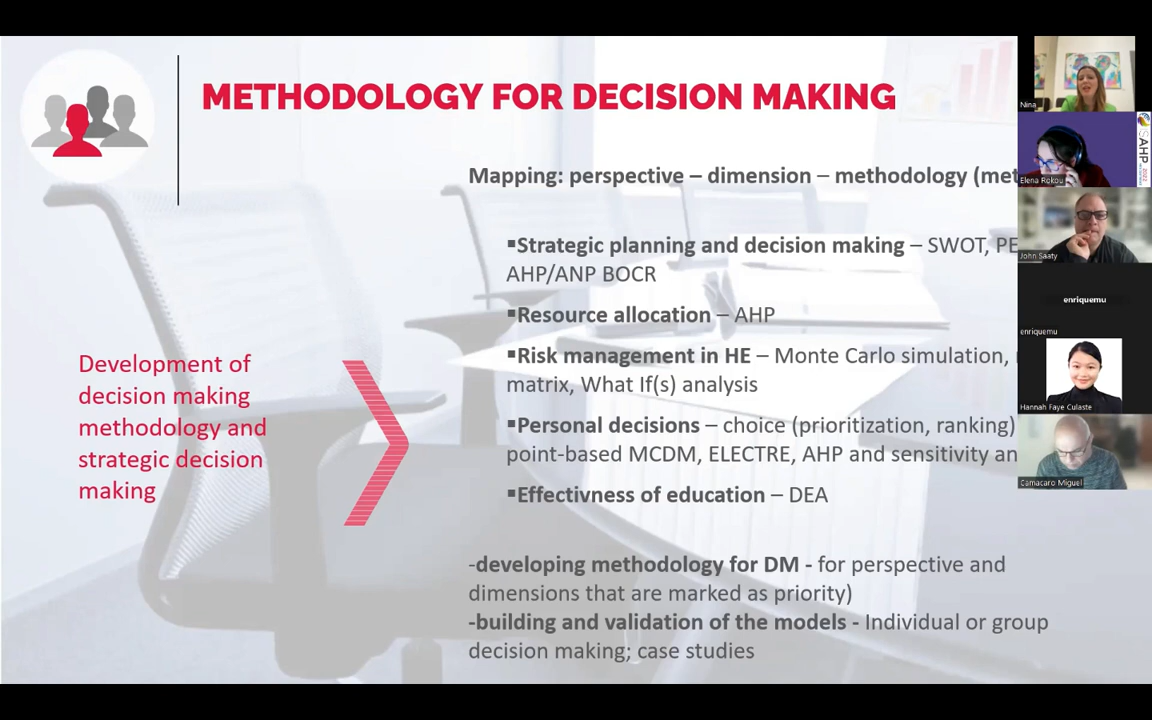 METHODOLOGY FOR DECISION MAKING
Mapping: perspective – dimension – methodology
▪Strategic planning and decision making – SWOT,
AHP/ANP BOCR
▪Resource allocation – AHP
▪Risk management in HE – Monte Carlo simulation,
matrix, What If(s) analysis
▪Personal decisions – choice (prioritization, ranking)
point-based MCDM, ELECTRE, AHP and sensitivity
▪Effectivness of education – DEA
-developing methodology for DM - for perspective and
dimensions that are marked as priority)
-building and validation of the models - Individual or group
decision making; case studies
Development of
decision making
methodology and
strategic decision
making
Nina
Elena Rokou
ISAHP 2022
John Saaty
enriquemu
enriquemu
Hannah Faye Culaste
Camacaro Miguel